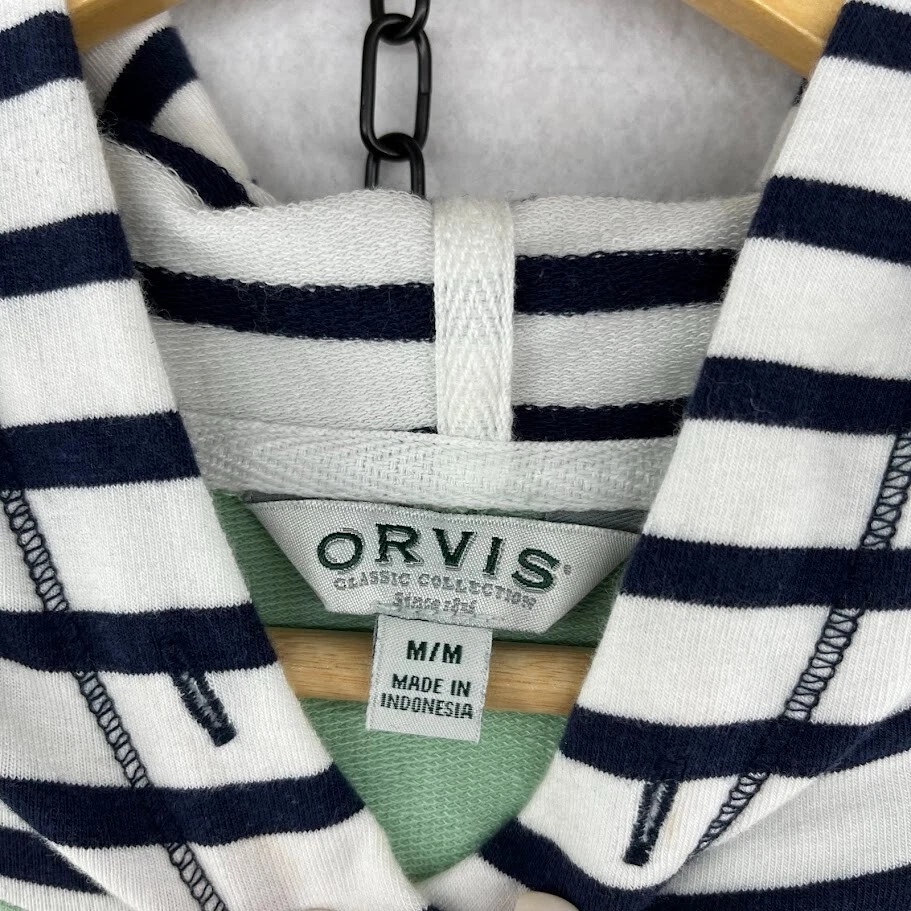 ORVIS®
CLASSIC COLLECTION
M/M
MADE IN
INDONESIA